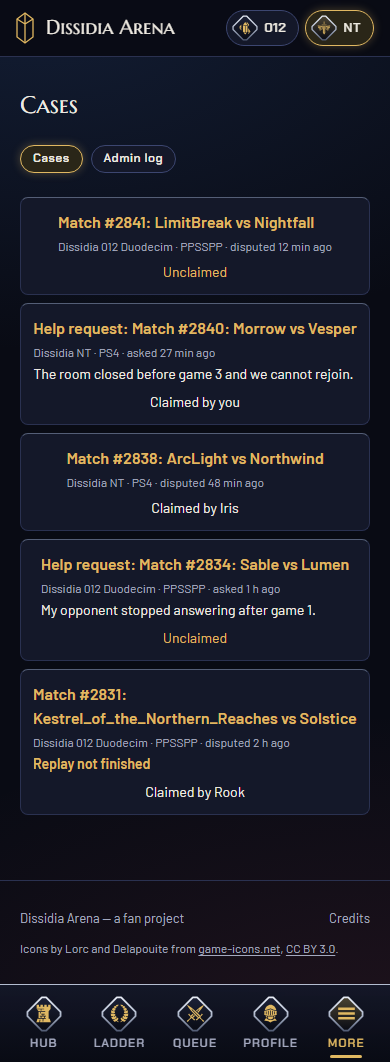 Dissidia Arena
012
NT
Cases
Cases
Admin log
Match #2841: LimitBreak vs Nightfall
Dissidia 012 Duodecim · PPSSPP · disputed 12 min ago
Unclaimed
Help request: Match #2840: Morrow vs Vesper
Dissidia NT · PS4 · asked 27 min ago
The room closed before game 3 and we cannot rejoin.
Claimed by you
Match #2838: ArcLight vs Northwind
Dissidia NT · PS4 · disputed 48 min ago
Claimed by Iris
Help request: Match #2834: Sable vs Lumen
Dissidia 012 Duodecim · PPSSPP · asked 1 h ago
My opponent stopped answering after game 1.
Unclaimed
Match #2831:
Kestrel_of_the_Northern_Reaches vs Solstice
Dissidia 012 Duodecim · PPSSPP · disputed 2 h ago
Replay not finished
Claimed by Rook
Dissidia Arena — a fan project
Credits
Icons by Lorc and Delapouite from game-icons.net, CC BY 3.0.
HUB
LADDER
QUEUE
PROFILE
MORE